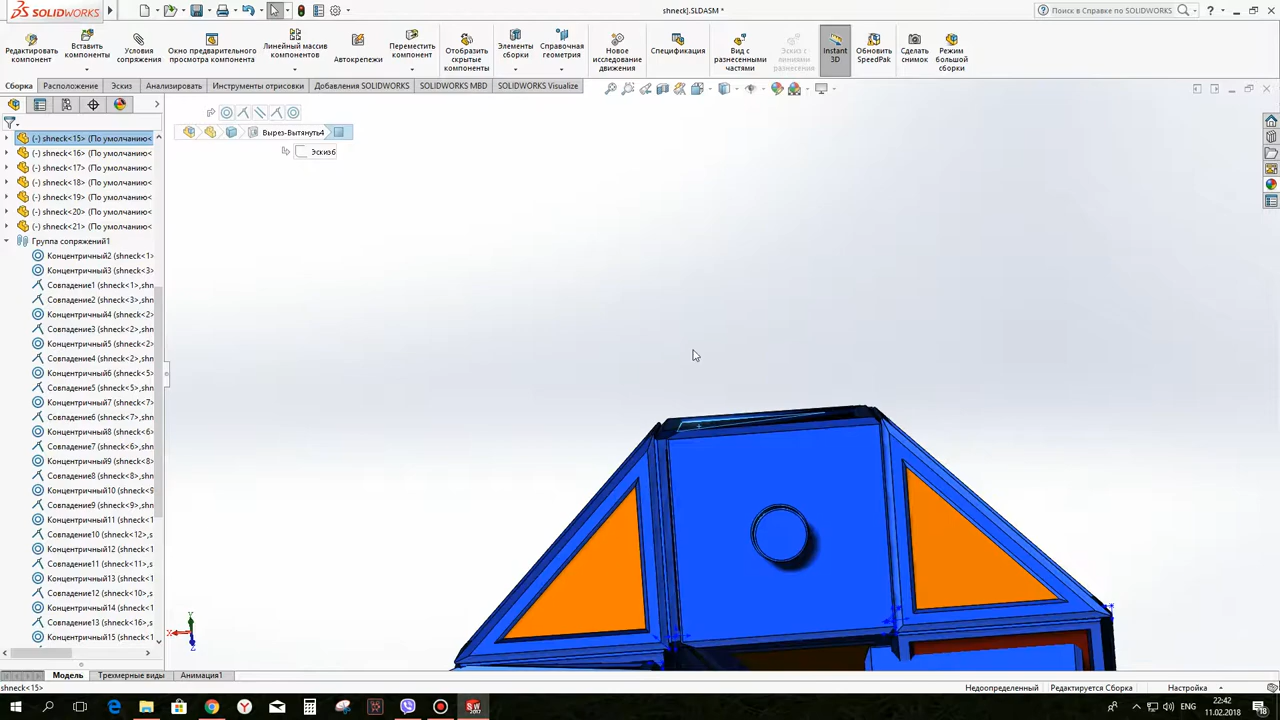 SOLIDWORKS
shneck].SLDASM *
Поиск в Справке по SOLIDWORKS
Редактировать компонент
Вставить компоненты
Условия сопряжения
Окно предварительного просмотра компонента
Линейный массив компонентов
Автокрепежи
Переместить компонент
Отобразить скрытые компоненты
Элементы сборки
Справочная геометрия
Новое исследование движения
Спецификация
Вид с разнесенными частями
Эскиз с линиями разнесения
Instant 3D
Обновить SpeedPak
Сделать снимок
Режим большой сборки
Сборка
Расположение
Эскиз
Анализировать
Инструменты отрисовки
Добавления SOLIDWORKS
SOLIDWORKS MBD
SOLIDWORKS Visualize
Вырез-Вытянуть4
Эскиз6
(-) shneck<15> (По умолчанию<
(-) shneck<16> (По умолчанию<
(-) shneck<17> (По умолчанию<
(-) shneck<18> (По умолчанию<
(-) shneck<19> (По умолчанию<
(-) shneck<20> (По умолчанию<
(-) shneck<21> (По умолчанию<
Группа сопряжений1
Концентричный2 (shneck<1>
Концентричный3 (shneck<3>
Совпадение1 (shneck<1>,shn
Совпадение2 (shneck<3>,shn
Концентричный4 (shneck<2>
Совпадение3 (shneck<1>,shn
Концентричный5 (shneck<2>
Совпадение4 (shneck<2>,shn
Концентричный6 (shneck<5>
Совпадение5 (shneck<5>,shn
Концентричный7 (shneck<7>
Совпадение6 (shneck<7>,shn
Концентричный8 (shneck<6>
Совпадение7 (shneck<6>,shn
Концентричный9 (shneck<8>
Совпадение8 (shneck<6>,shn
Концентричный10 (shneck<9
Совпадение9 (shneck<9>,shn
Концентричный11 (shneck<1
Совпадение10 (shneck<12>,s
Концентричный12 (shneck<1
Совпадение11 (shneck<13>,s
Концентричный13 (shneck<1
Совпадение12 (shneck<10>,s
Концентричный14 (shneck<1
Совпадение13 (shneck<16>,s
Концентричный15 (shneck<1
Y
X
Z
Модель
Трехмерные виды
Анимация1
shneck<15>
Недоопределенный
Редактируется Сборка
Настройка
22:42
11.02.2018
18